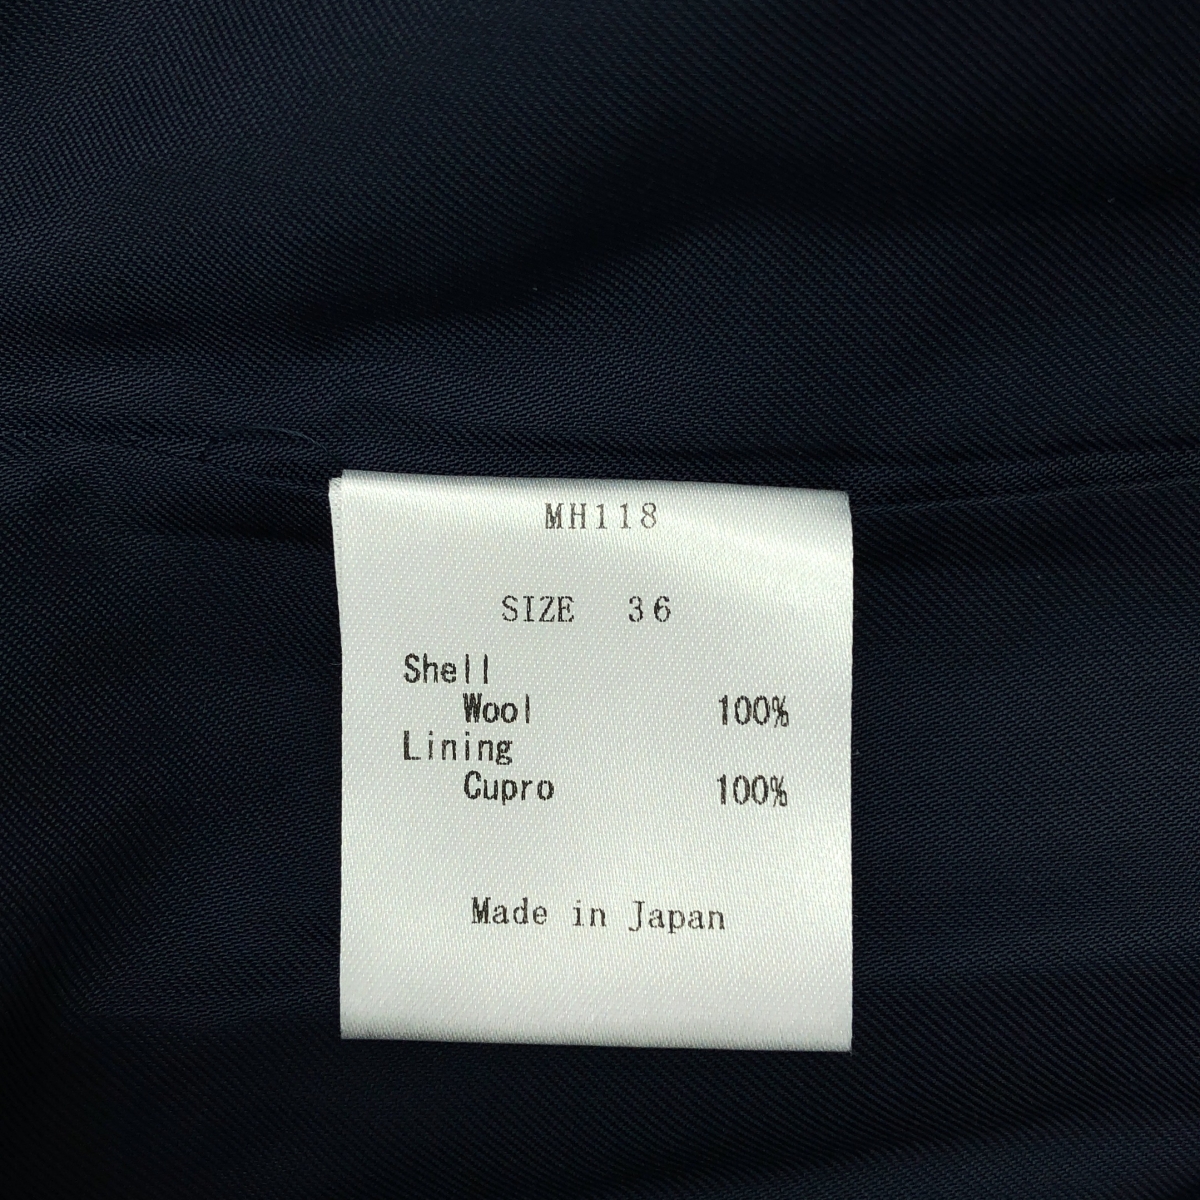 MH118
SIZE 36
Shell
Wool 100%
Lining
Cupro 100%
Made in Japan